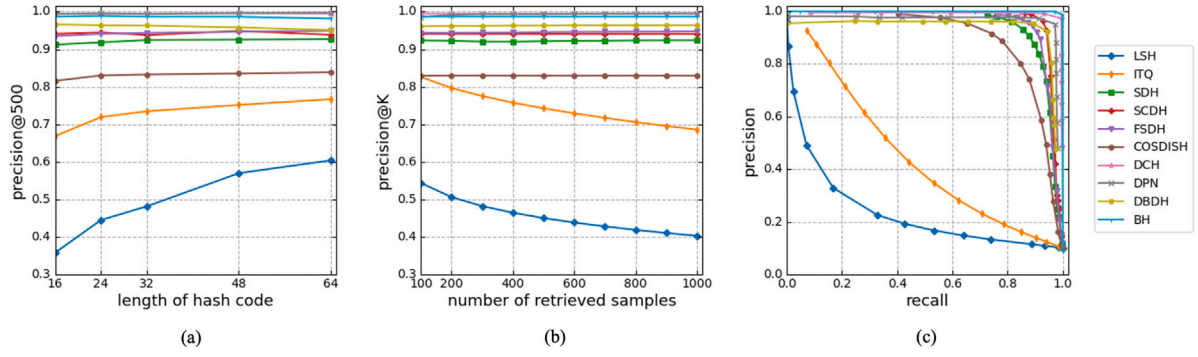 precision@500
1.0
0.9
0.8
0.7
0.6
0.5
0.4
0.3
16 24 32 48 64
length of hash code
(a)
precision@K
1.0
0.9
0.8
0.7
0.6
0.5
0.4
0.3
100 200 300 400 500 600 700 800 900 1000
number of retrieved samples
(b)
precision
1.0
0.8
0.6
0.4
0.2
0.0
0.0 0.2 0.4 0.6 0.8 1.0
recall
(c)
LSH
ITQ
SDH
SCDH
FSDH
COSDISH
DCH
DPN
DBDH
BH